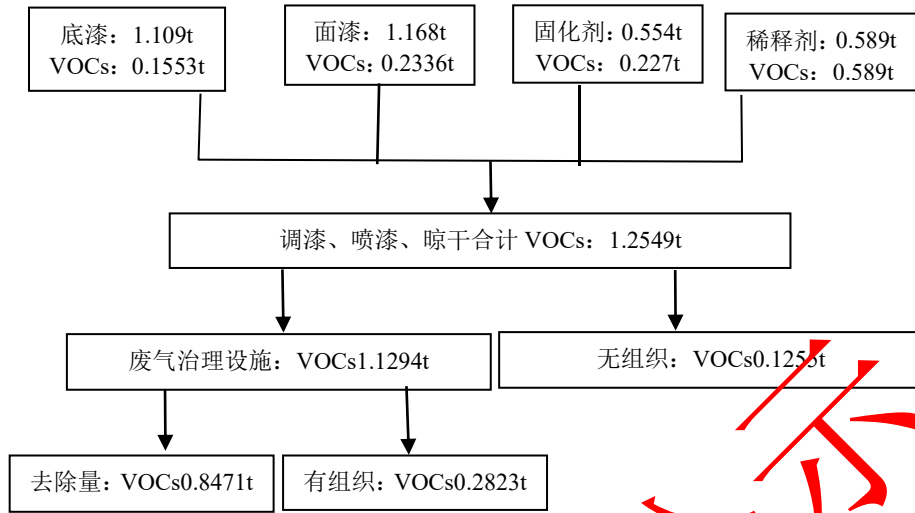 底漆：1.109t
VOCs：0.1553t
面漆：1.168t
VOCs：0.2336t
固化剂：0.554t
VOCs：0.227t
稀释剂：0.589t
VOCs：0.589t
调漆、喷漆、晾干合计 VOCs：1.2549t
废气治理设施：VOCs1.1294t
无组织：VOCs0.1255t
去除量：VOCs0.8471t
有组织：VOCs0.2823t